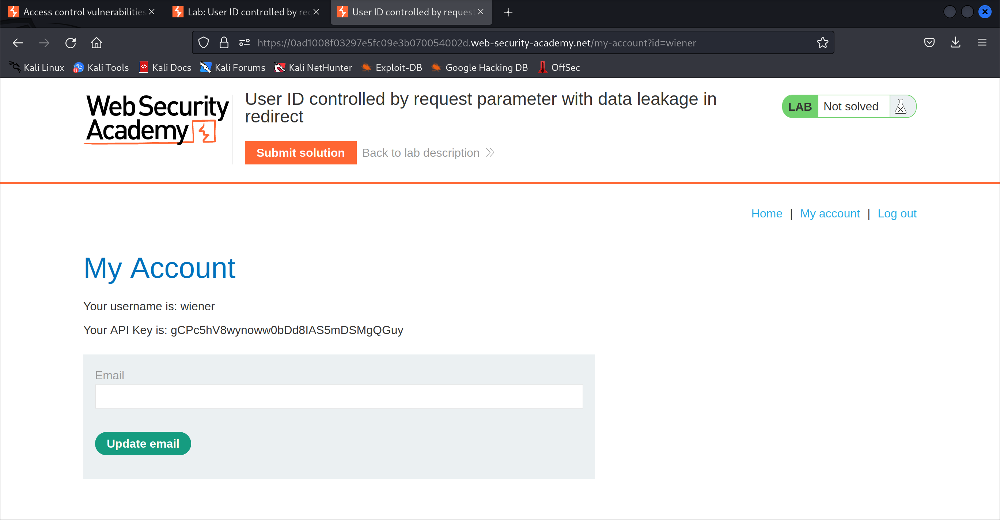 Access control vulnerabilities
Lab: User ID controlled by rec
User ID controlled by request
https://0ad1008f03297e5fc09e3b070054002d.web-security-academy.net/my-account?id=wiener
Kali Linux
Kali Tools
Kali Docs
Kali Forums
Kali NetHunter
Exploit-DB
Google Hacking DB
OffSec
Web Security
Academy
User ID controlled by request parameter with data leakage in
redirect
LAB Not solved
Submit solution
Back to lab description
Home | My account | Log out
My Account
Your username is: wiener
Your API Key is: gCPc5hV8wynoww0bDd8IAS5mDSMgQGuy
Email
Update email